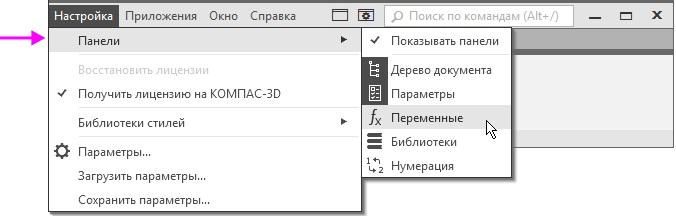 Настройка Приложения Окно Справка Поиск по командам (Alt+/)
Панели
Восстановить лицензии
Получить лицензию на КОМПАС-3D
Библиотеки стилей
Параметры...
Загрузить параметры...
Сохранить параметры...
Показывать панели
Дерево документа
Параметры
fx Переменные
Библиотеки
Нумерация